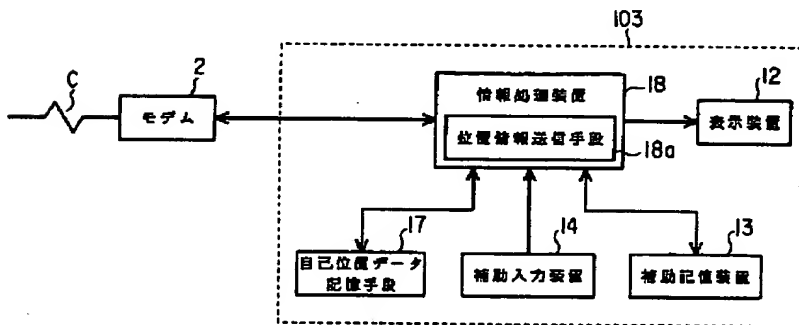 103
C
2
モデム
情報処理装置
18
位置情報送信手段
18a
12
表示装置
17
自己位置データ
記憶手段
14
補助入力装置
13
補助記憶装置